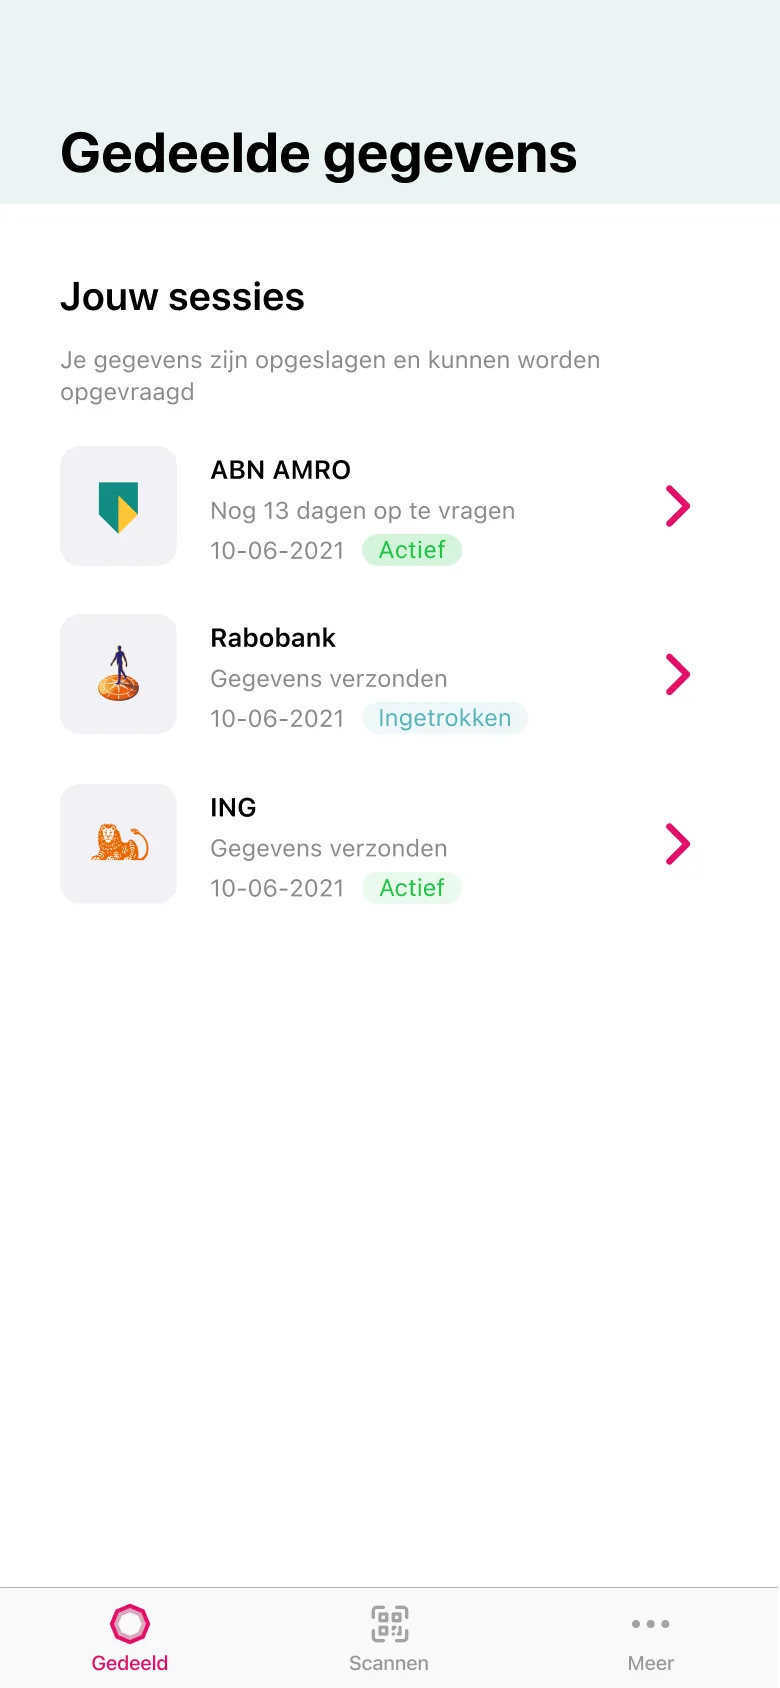 Gedeelde gegevens
Jouw sessies
Je gegevens zijn opgeslagen en kunnen worden
opgevraagd
ABN AMRO
Nog 13 dagen op te vragen
10-06-2021 Actief
Rabobank
Gegevens verzonden
10-06-2021 Ingetrokken
ING
Gegevens verzonden
10-06-2021 Actief
Gedeeld Scannen Meer